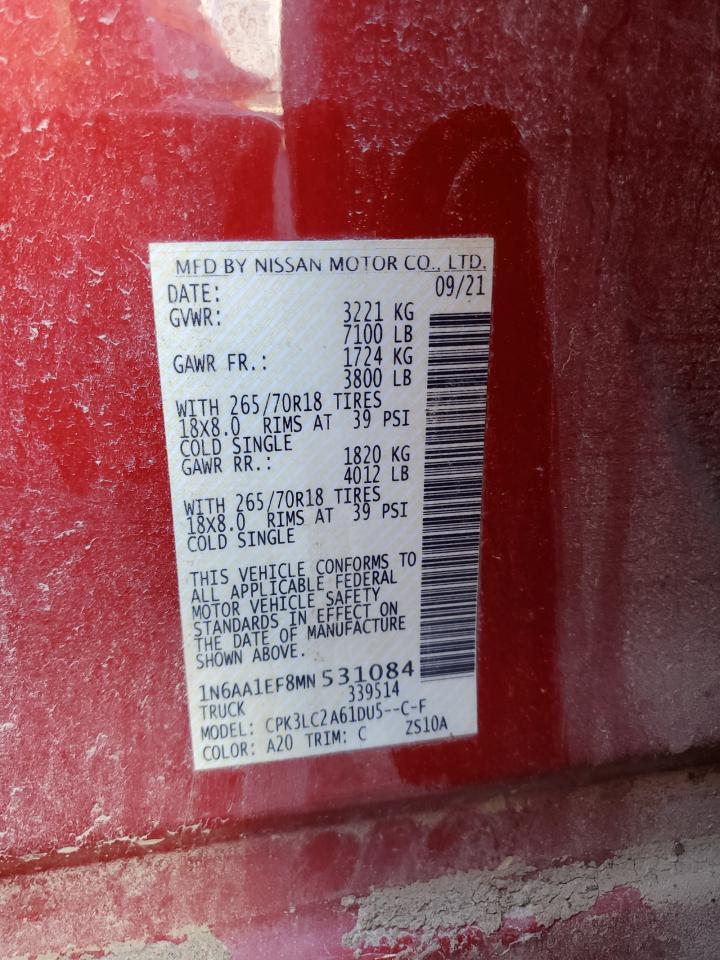 MFD BY NISSAN MOTOR CO., LTD.
DATE: 09/21
GVWR: 3221 KG
7100 LB
GAWR FR.: 1724 KG
3800 LB
WITH 265/70R18 TIRES
18X8.0 RIMS AT 39 PSI
COLD SINGLE
GAWR RR.: 1820 KG
4012 LB
WITH 265/70R18 TIRES
18X8.0 RIMS AT 39 PSI
COLD SINGLE
THIS VEHICLE CONFORMS TO
ALL APPLICABLE FEDERAL
MOTOR VEHICLE SAFETY
STANDARDS IN EFFECT ON
THE DATE OF MANUFACTURE
SHOWN ABOVE.
1N6AA1EF8MN 531084
TRUCK 339514
MODEL: CPK3LC2A61DU5--C-F
COLOR: A20 TRIM: C ZS10A